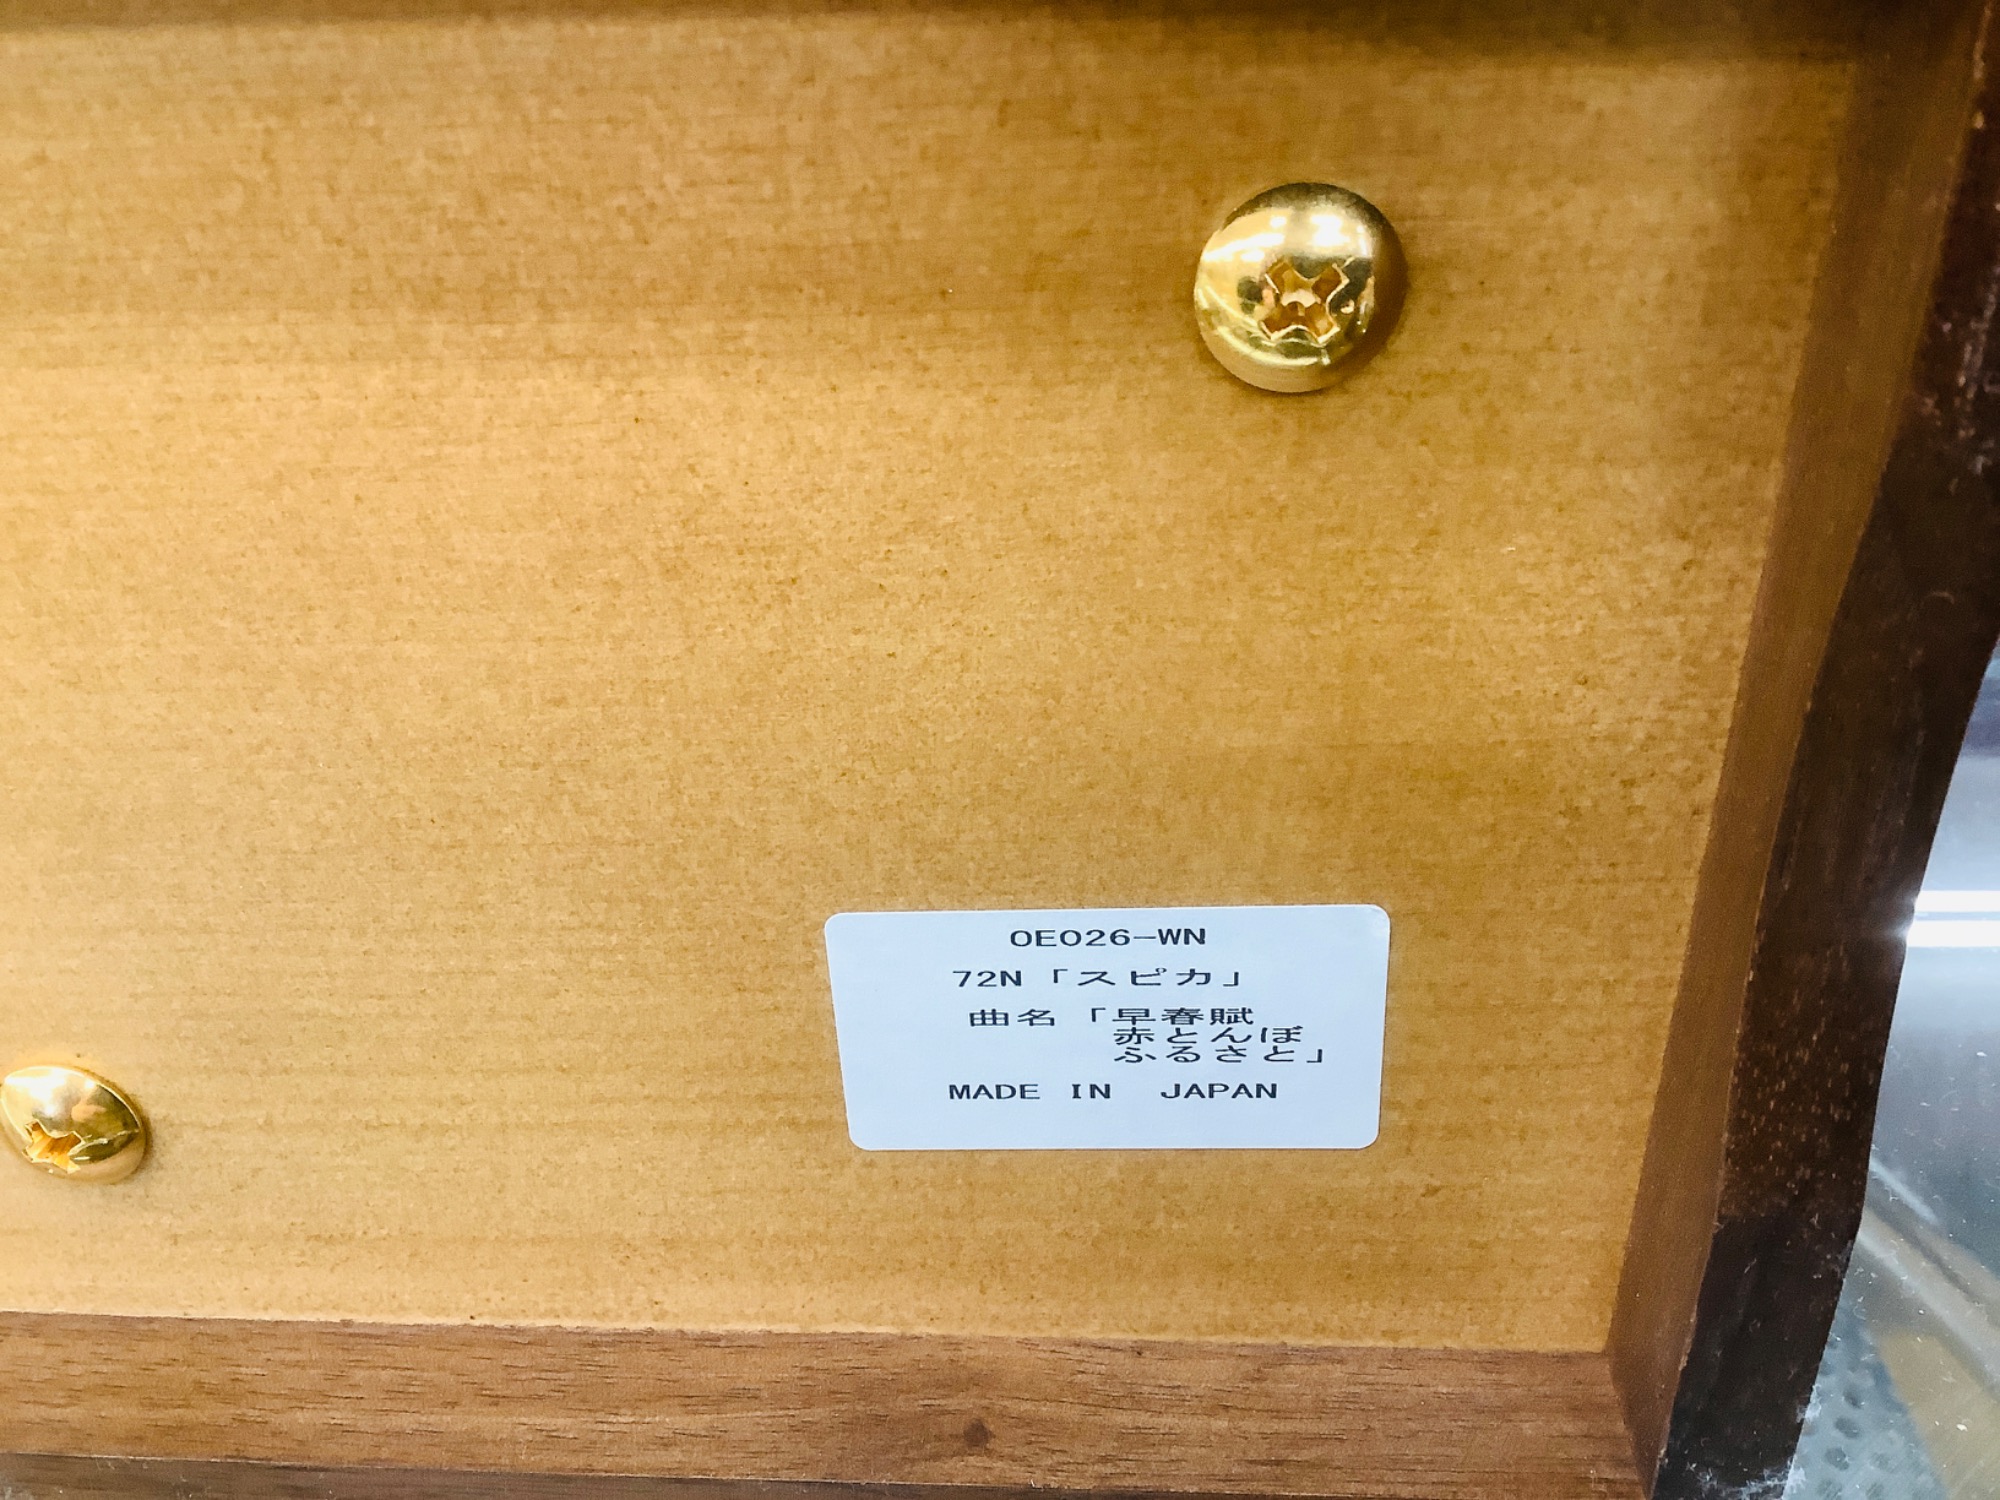 OE026-WN
72N「スピカ」
曲名「早春賦
赤とんぼ
ふるさと」
MADE IN JAPAN